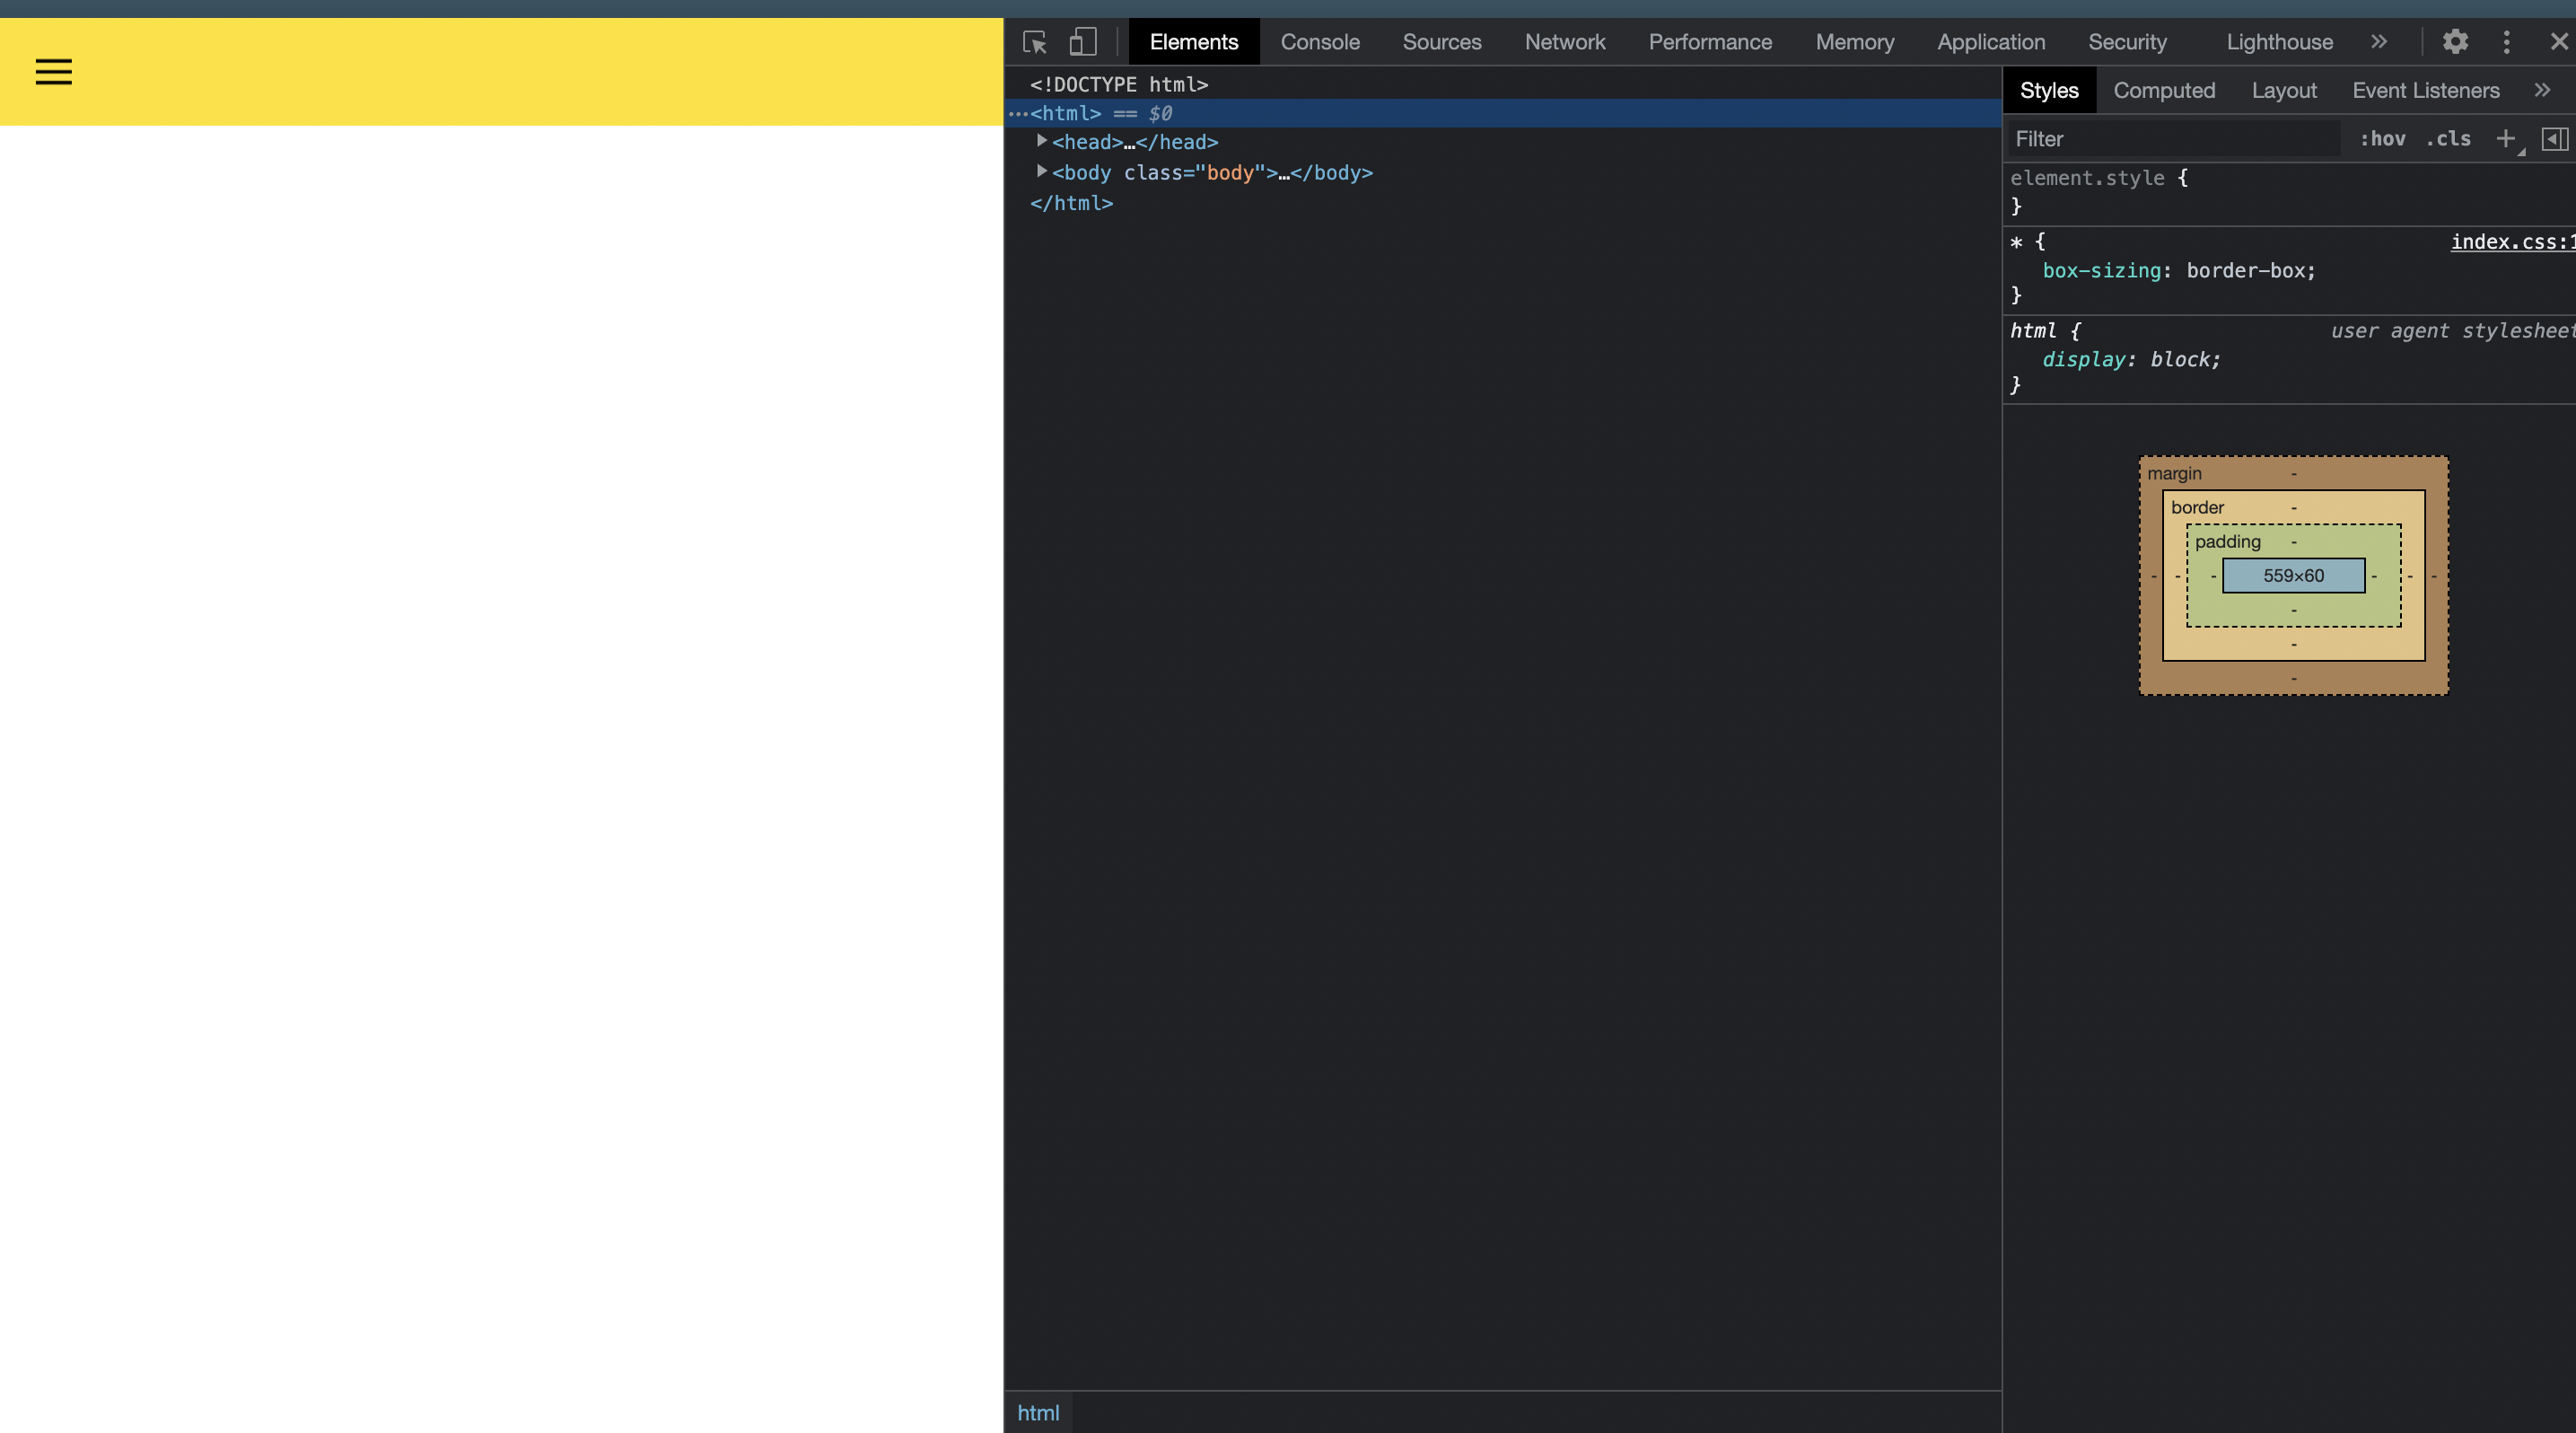 Elements Console Sources Network Performance Memory Application Security Lighthouse
<!DOCTYPE html>
<html> == $0
<head>…</head>
<body class="body">…</body>
</html>
html
Styles Computed Layout Event Listeners
Filter :hov .cls
element.style {
}
* { index.css:1
box-sizing: border-box;
}
html { user agent stylesheet
display: block;
}
margin -
border -
padding -
- - - 559×60 - - -
-
-
-